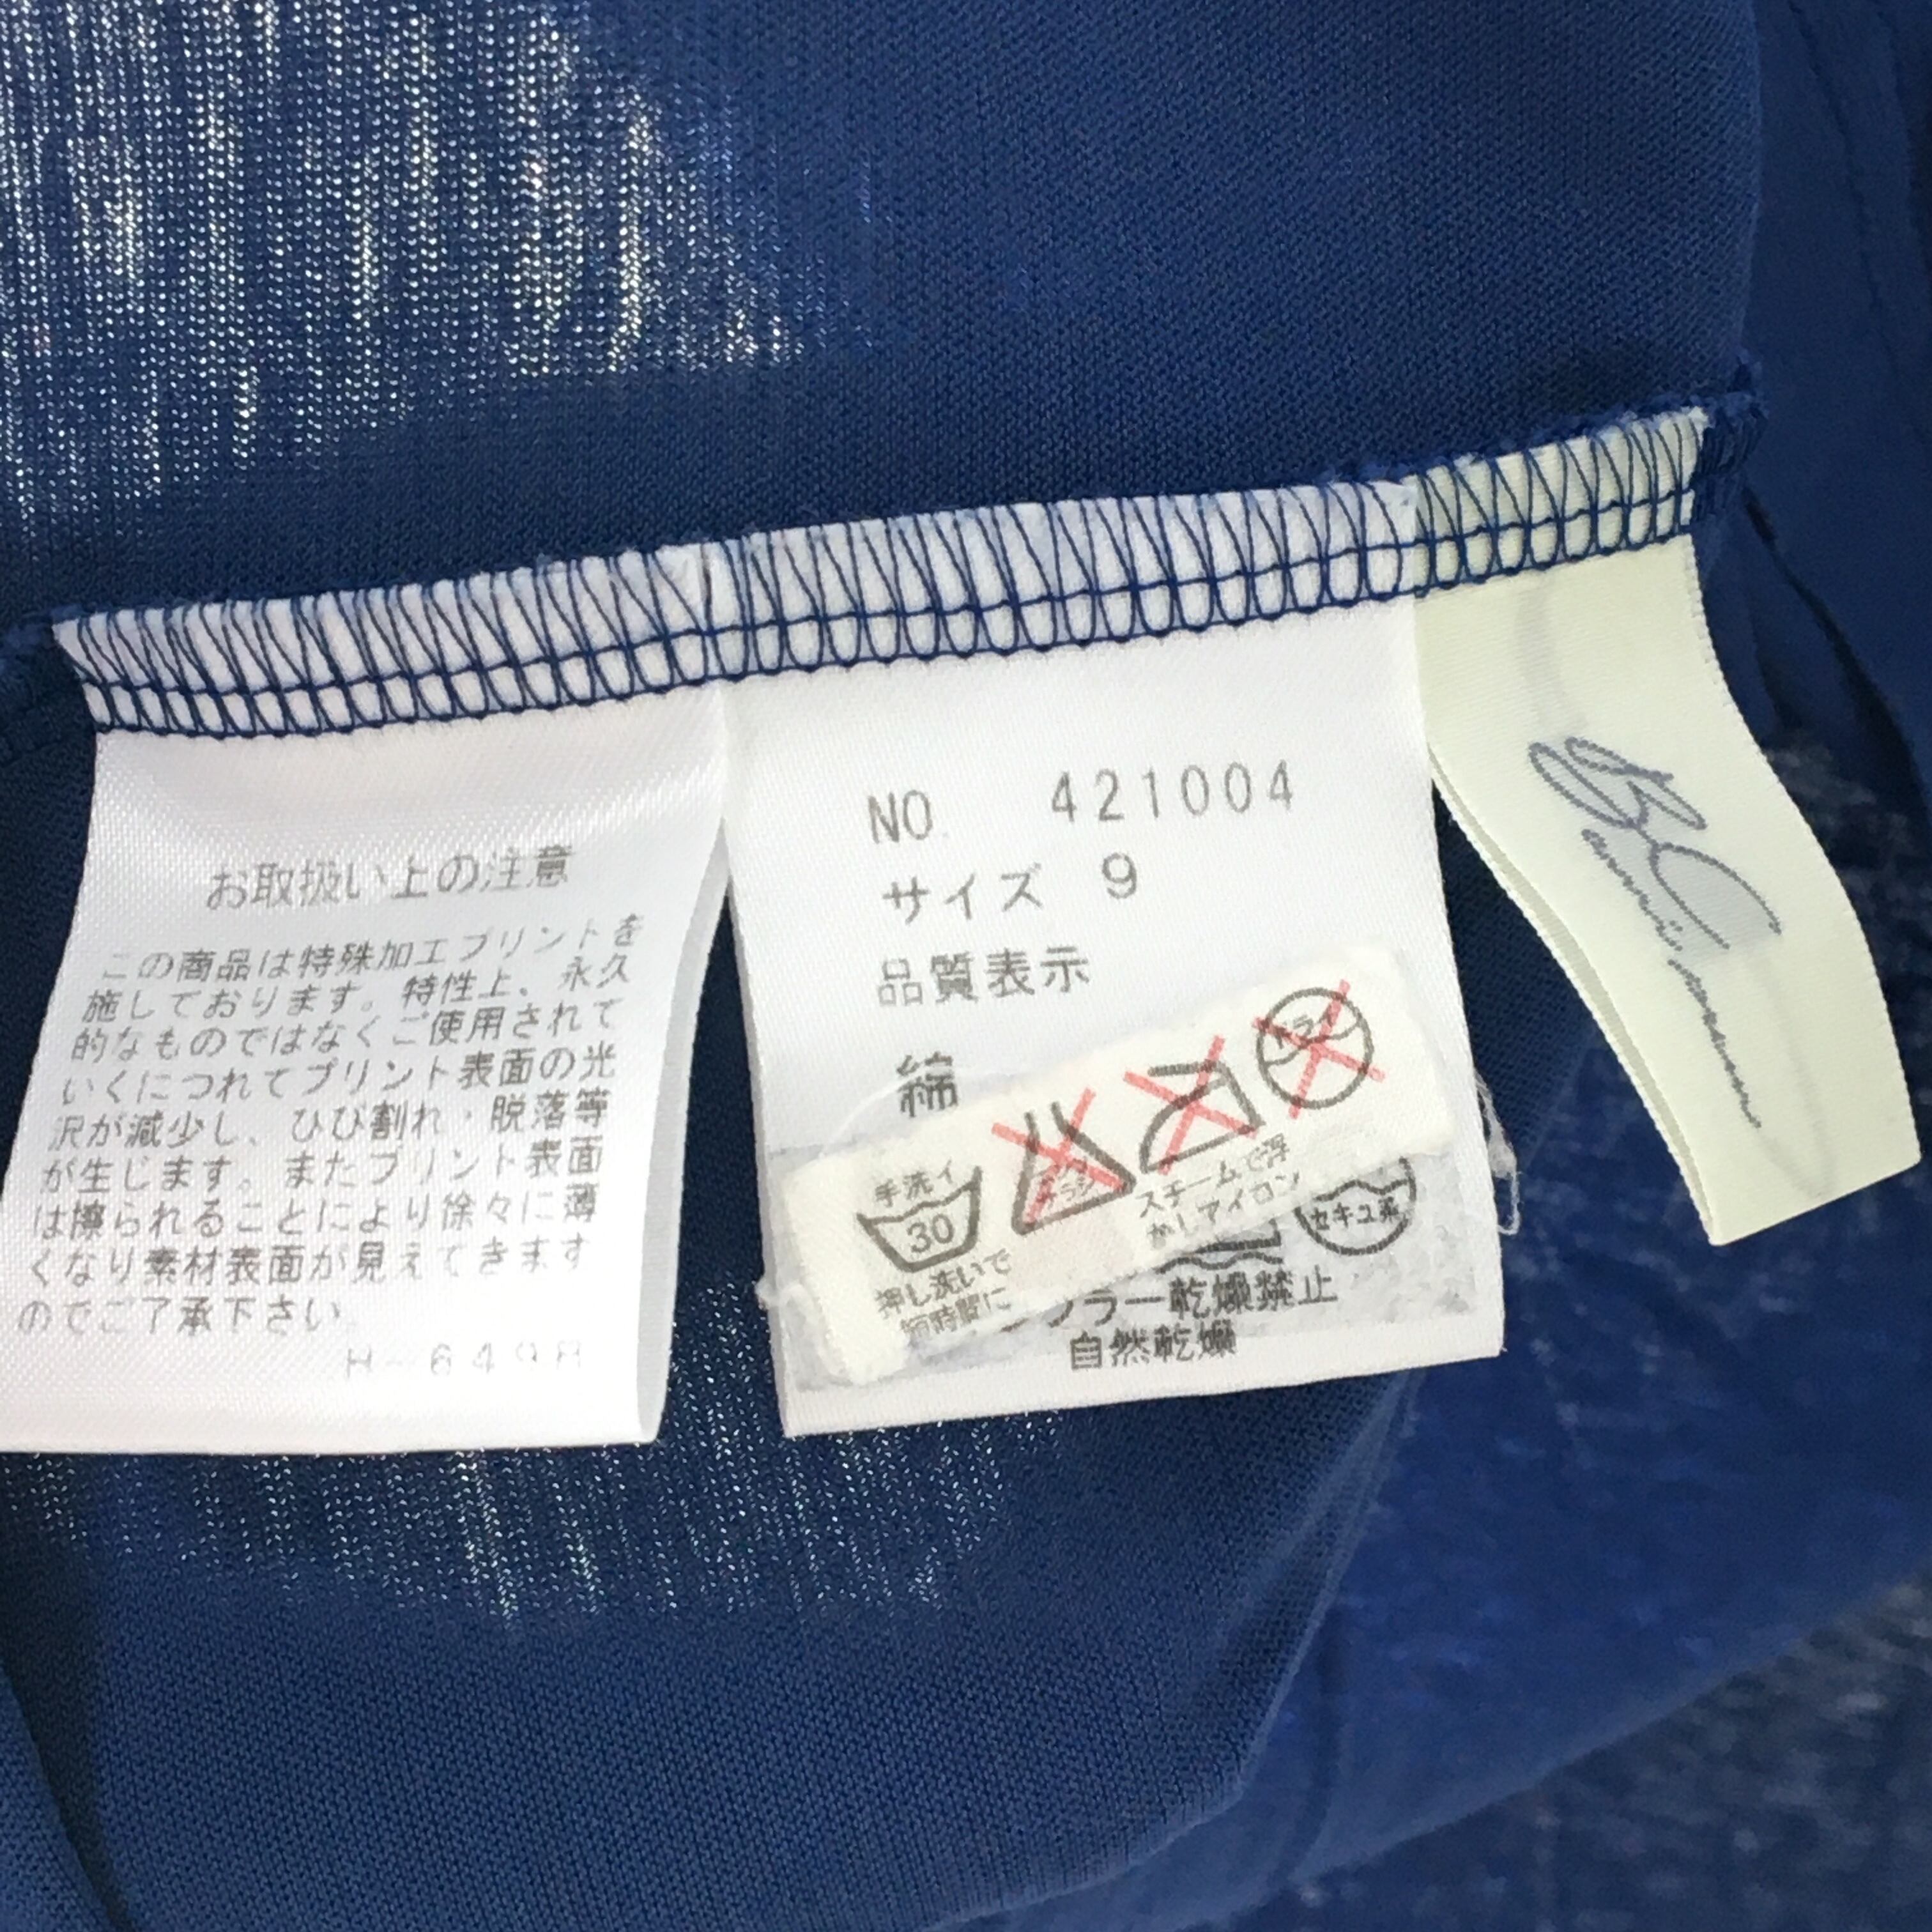 お取扱い上の注意
この商品は特殊加工プリントを
施しております。特性上、永久
的なものではなくご使用されて
いくにつれてプリント表面の光
沢が減少し、ひび割れ・脱落等
が生じます。またプリント表面
は擦られることにより徐々に薄
くなり素材表面が見えてきます
のでご了承下さい。
NO. 421004
サイズ 9
品質表示
綿
ドライ
手洗イ
30
押し洗いで
短時間に
スチームで浮
かしアイロン
セキユ系
ブラー乾燥禁止
自然乾燥